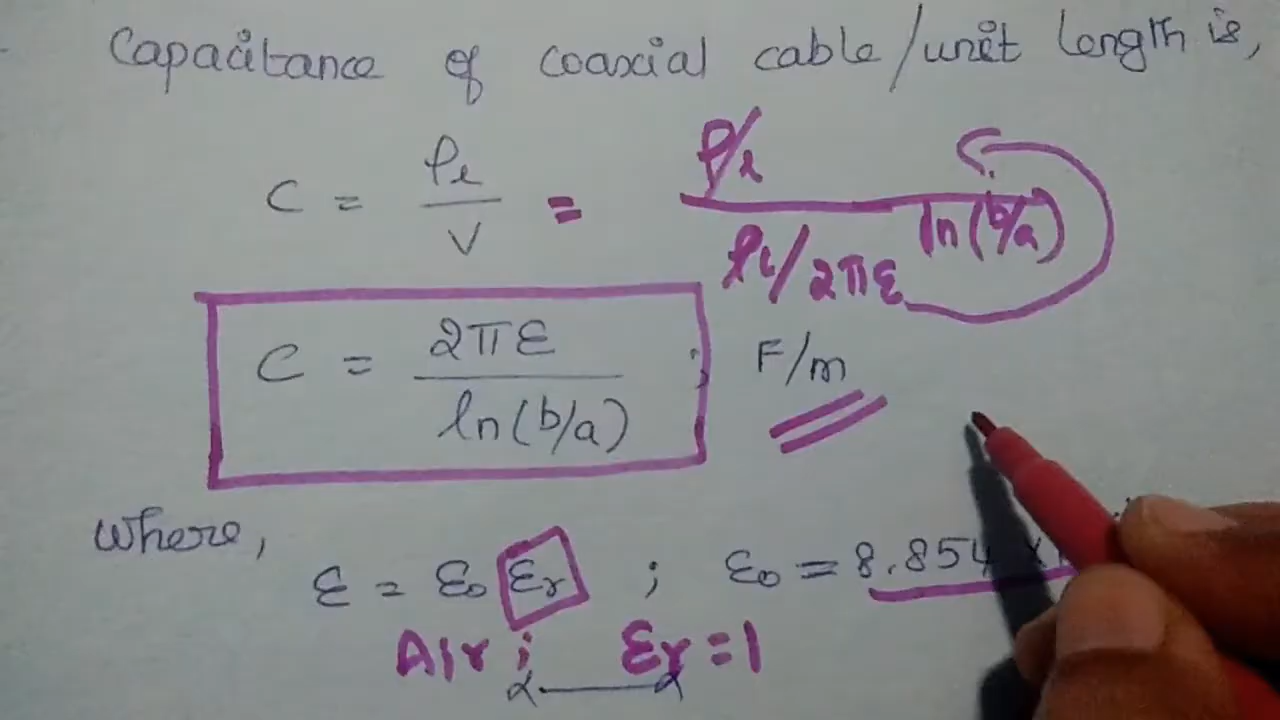 Capacitance of coaxial cable/unit length is,
C = ρℓ / V = ρ/ℓ / ρℓ/2πε ln(b/a)
C = 2πε / ln(b/a) ; F/m
Where,
ε = ε₀ εr ; ε₀ = 8.854 ×
Air ; εr = 1